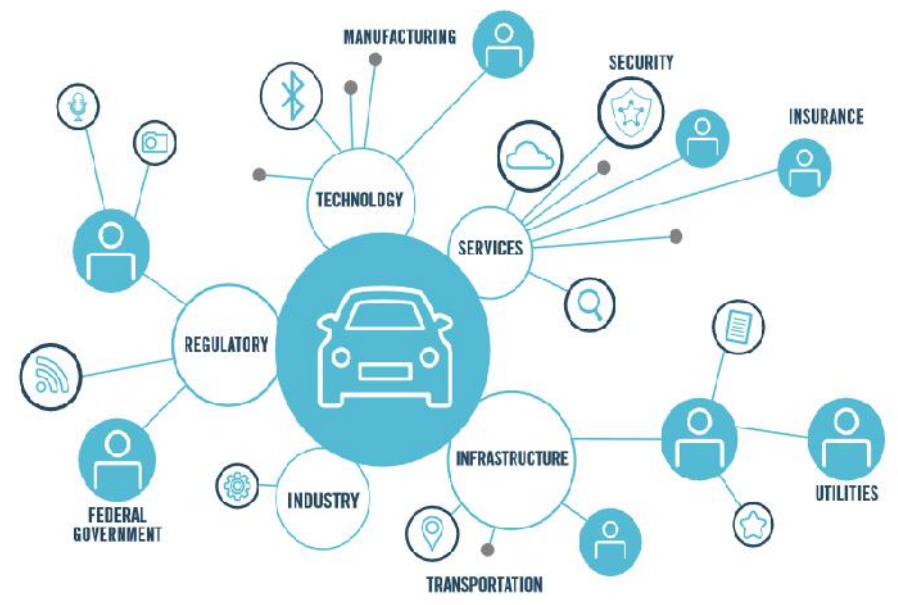 MANUFACTURING
SECURITY
INSURANCE
TECHNOLOGY
SERVICES
REGULATORY
INFRASTRUCTURE
INDUSTRY
UTILITIES
FEDERAL
GOVERNMENT
TRANSPORTATION